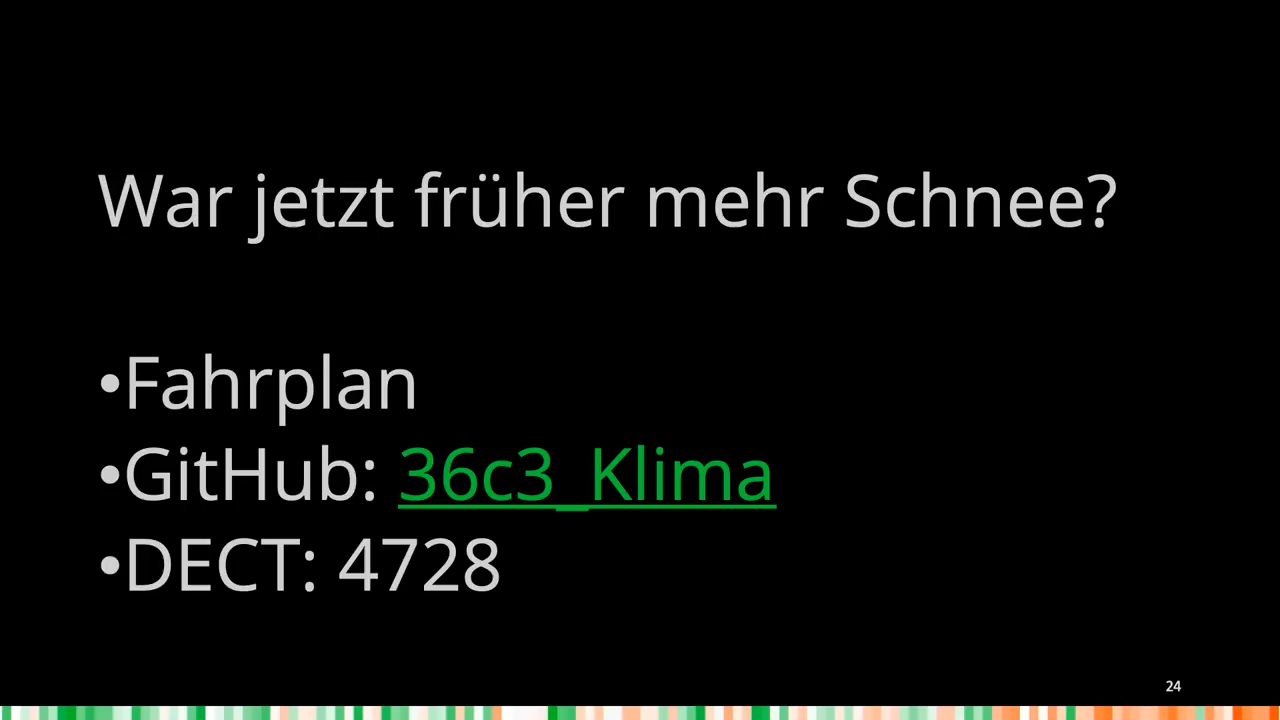 War jetzt früher mehr Schnee?
•Fahrplan
•GitHub: 36c3_Klima
•DECT: 4728
24